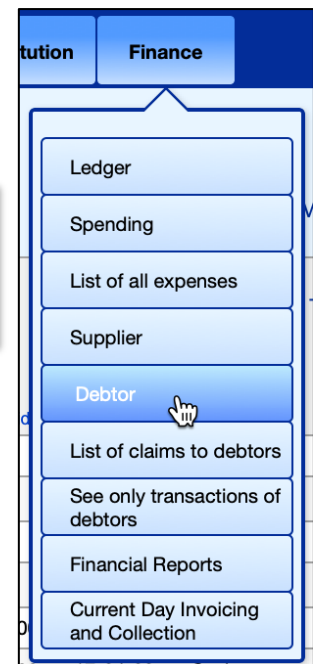 tution
Finance
Ledger
Spending
List of all expenses
Supplier
Debtor
List of claims to debtors
See only transactions of
debtors
Financial Reports
Current Day Invoicing
and Collection